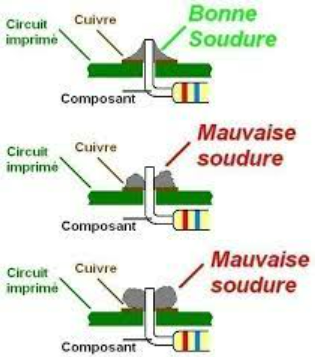 Bonne
Soudure
Circuit
imprimé
Cuivre
Composant
Mauvaise
soudure
Circuit
imprimé
Cuivre
Composant
Mauvaise
soudure
Circuit
imprimé
Cuivre
Composant